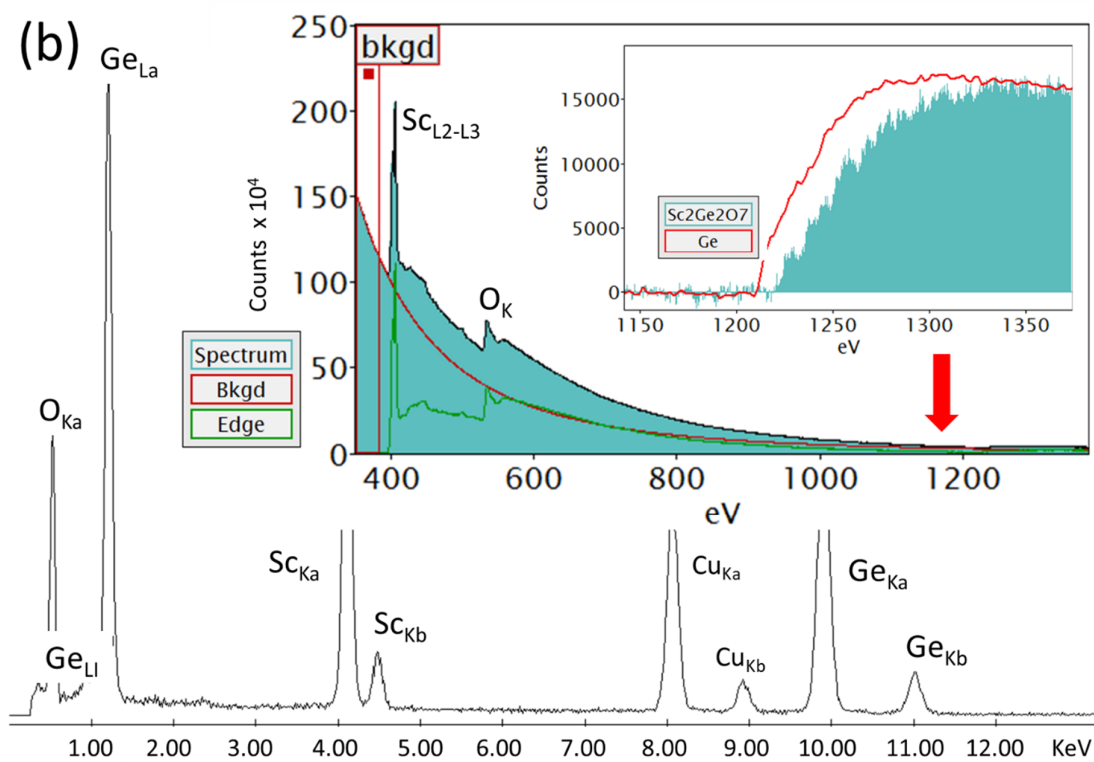 (b)
Ge_La
O_Ka
Ge_Ll
Sc_Ka
Sc_Kb
Cu_Ka
Cu_Kb
Ge_Ka
Ge_Kb
1.00 2.00 3.00 4.00 5.00 6.00 7.00 8.00 9.00 10.00 11.00 12.00 KeV
bkgd
Sc_L2-L3
O_K
Counts x 10⁴
250
200
150
100
50
0
400 600 800 1000 1200
eV
Spectrum
Bkgd
Edge
Counts
15000
10000
5000
0
1150 1200 1250 1300 1350
eV
Sc2Ge2O7
Ge